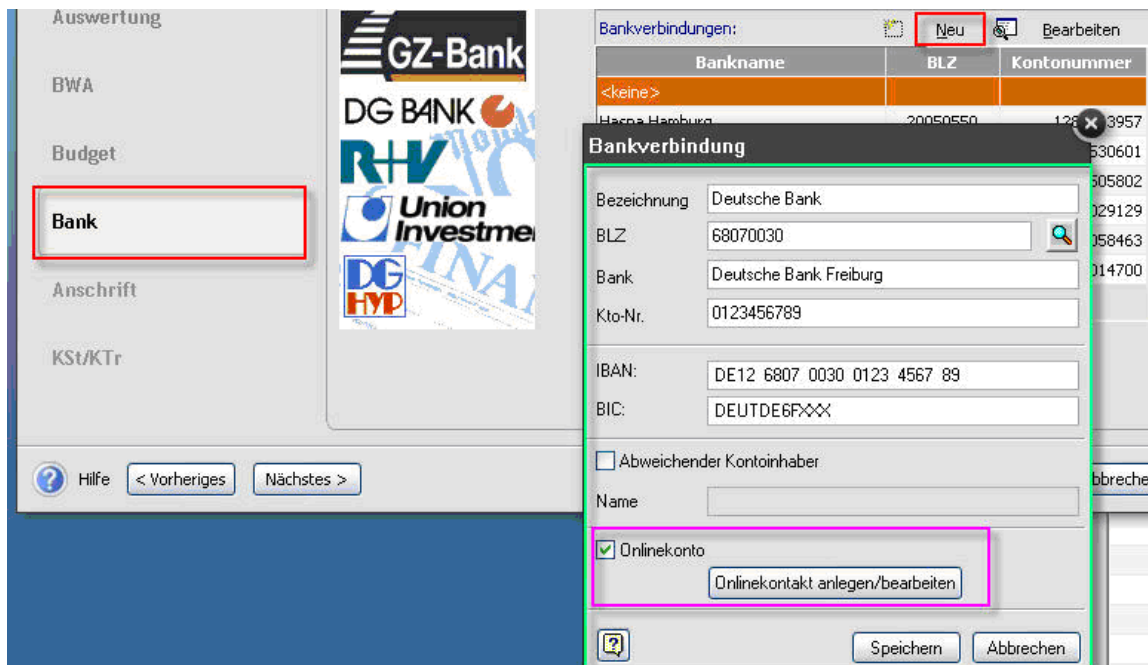 Auswertung
BWA
Budget
Bank
Anschrift
KSt/KTr
GZ-Bank
DG BANK
R+V
Union
Investme
DG
HYP
Hilfe
< Vorheriges
Nächstes >
Bankverbindungen:
Neu
Bearbeiten
Bankname BLZ Kontonummer
<keine>
Haspa Hamburg 20050550 3957
530601
505802
029129
058463
014700
Bankverbindung
Bezeichnung Deutsche Bank
BLZ 68070030
Bank Deutsche Bank Freiburg
Kto-Nr. 0123456789
IBAN: DE12 6807 0030 0123 4567 89
BIC: DEUTDE6FXXX
Abweichender Kontoinhaber
Name
Onlinekonto
Onlinekontakt anlegen/bearbeiten
Speichern
Abbrechen
bbreche